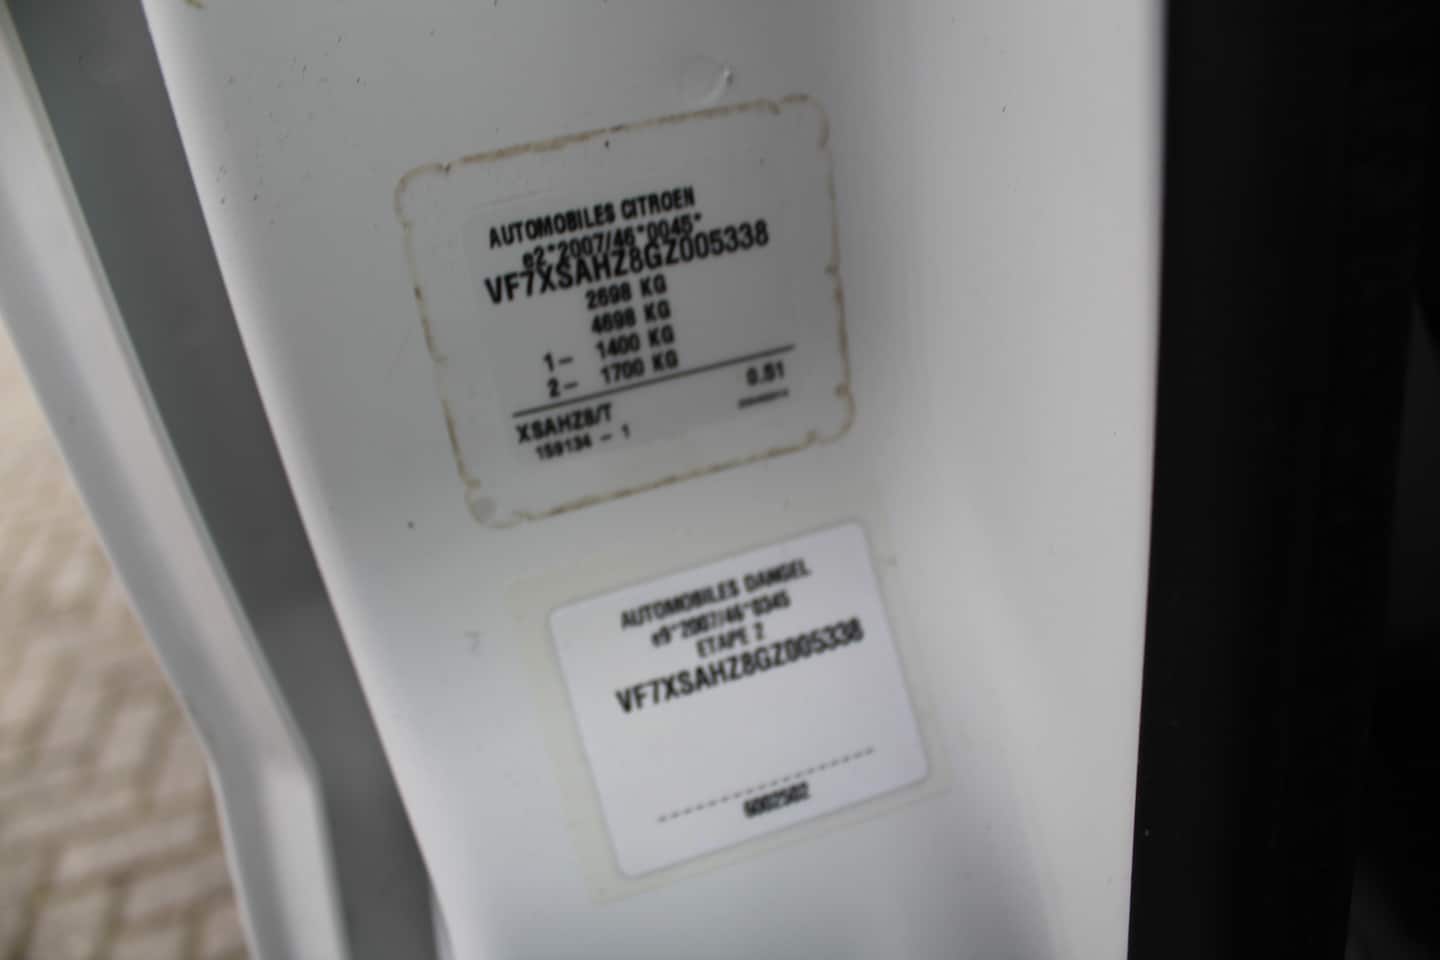 AUTOMOBILES CITROEN
e2*2007/46*0045*
VF7XSAHZ8GZ005338
2698 KG
4698 KG
1- 1400 KG
2- 1700 KG
XSAHZ8/T 0.51
159134 - 1
AUTOMOBILES DANGEL
e9*2007/46*0345
ETAPE 2
VF7XSAHZ8GZ005338
6002502